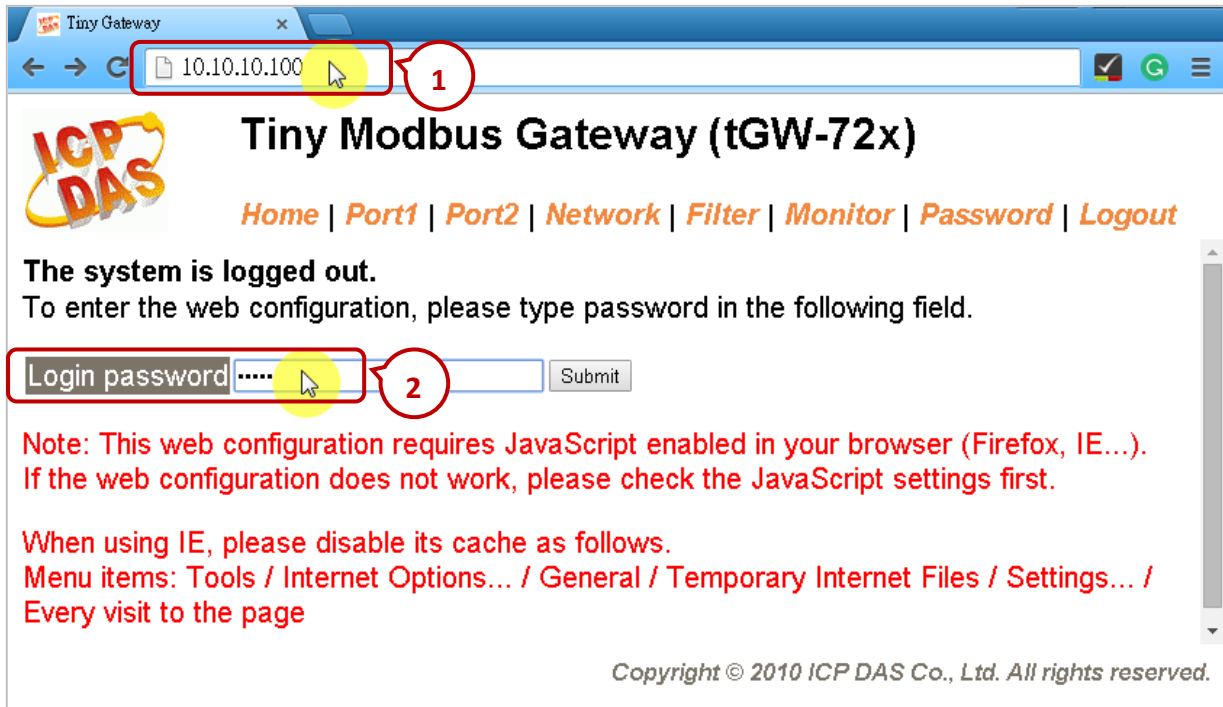 Tiny Gateway
10.10.10.100
1
ICP
DAS
Tiny Modbus Gateway (tGW-72x)
Home | Port1 | Port2 | Network | Filter | Monitor | Password | Logout
The system is logged out.
To enter the web configuration, please type password in the following field.
Login password ••••• Submit
2
Note: This web configuration requires JavaScript enabled in your browser (Firefox, IE...).
If the web configuration does not work, please check the JavaScript settings first.
When using IE, please disable its cache as follows.
Menu items: Tools / Internet Options... / General / Temporary Internet Files / Settings... /
Every visit to the page
Copyright © 2010 ICP DAS Co., Ltd. All rights reserved.